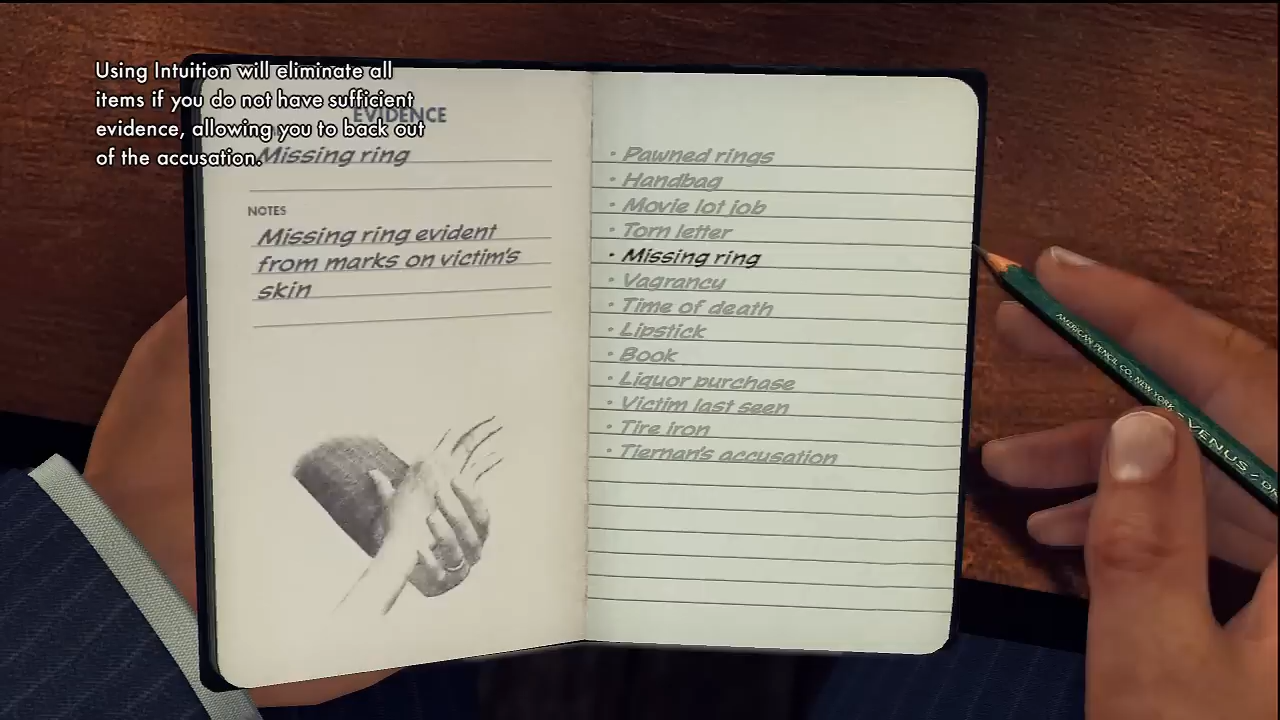 Using Intuition will eliminate all
items if you do not have sufficient
evidence, allowing you to back out
of the accusation.
EVIDENCE
Missing ring
NOTES
Missing ring evident
from marks on victim's
skin
• Pawned rings
• Handbag
• Movie lot job
• Torn letter
• Missing ring
• Vagrancy
• Time of death
• Lipstick
• Book
• Liquor purchase
• Victim last seen
• Tire iron
• Tiernan's accusation
AMERICAN PENCIL CO. NEW YORK VENUS